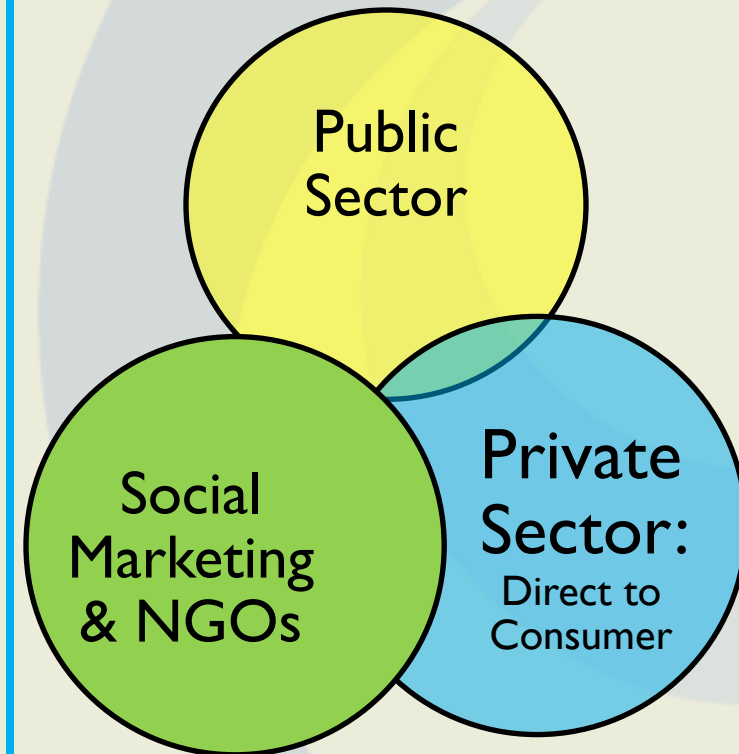 Public
Sector
Social
Marketing
& NGOs
Private
Sector:
Direct to
Consumer